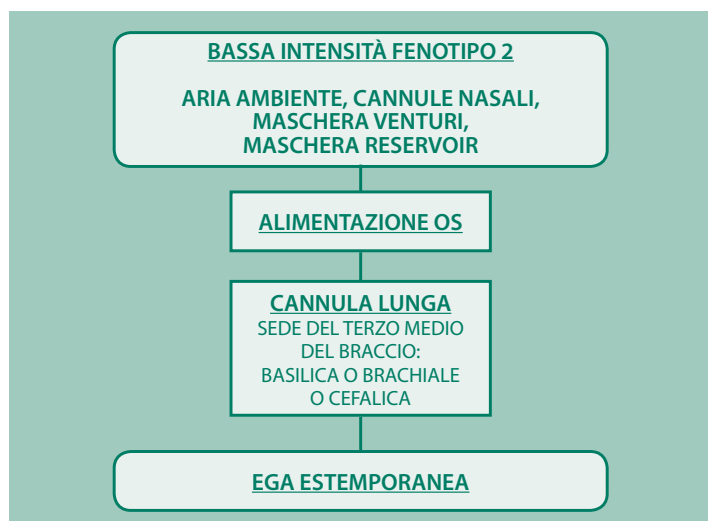 BASSA INTENSITÀ FENOTIPO 2
ARIA AMBIENTE, CANNULE NASALI,
MASCHERA VENTURI,
MASCHERA RESERVOIR
ALIMENTAZIONE OS
CANNULA LUNGA
SEDE DEL TERZO MEDIO
DEL BRACCIO:
BASILICA O BRACHIALE
O CEFALICA
EGA ESTEMPORANEA